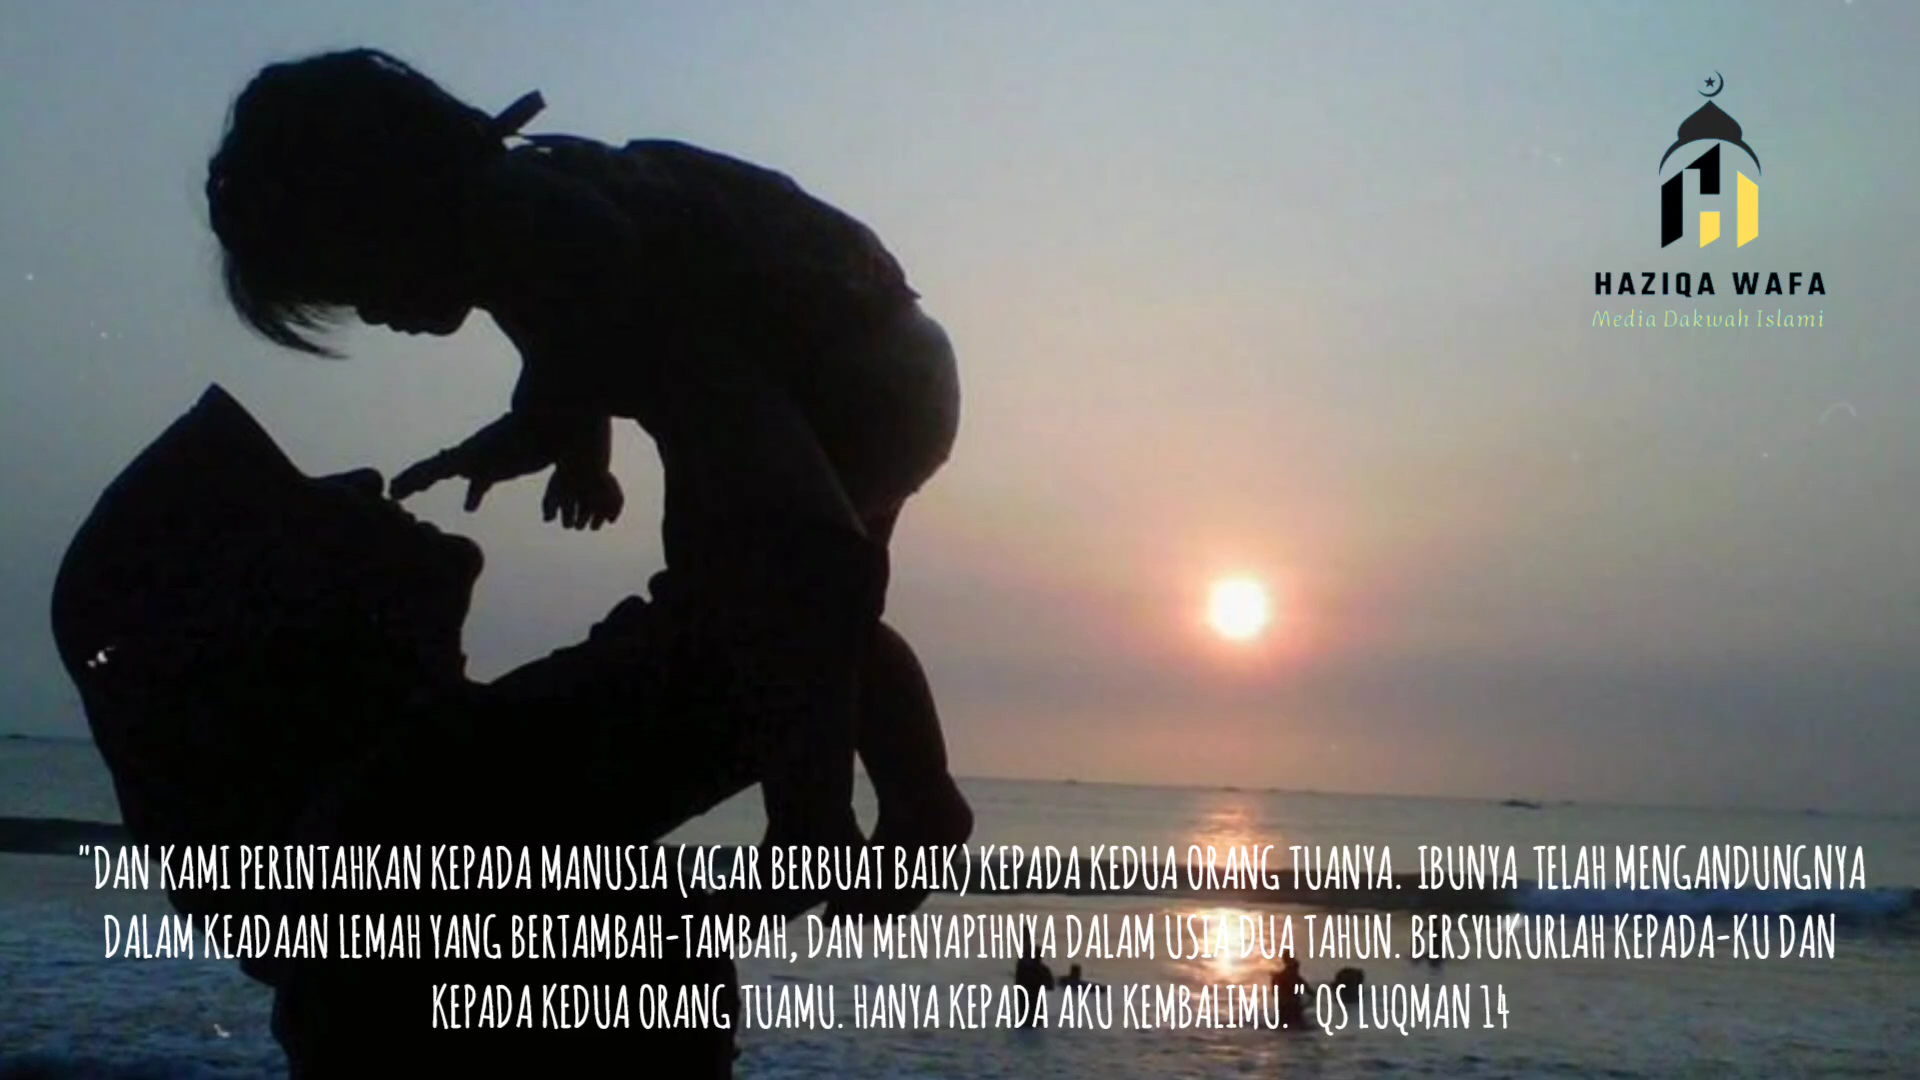 HAZIQA WAFA
Media Dakwah Islami
"DAN KAMI PERINTAHKAN KEPADA MANUSIA (AGAR BERBUAT BAIK) KEPADA KEDUA ORANG TUANYA. IBUNYA TELAH MENGANDUNGNYA
DALAM KEADAAN LEMAH YANG BERTAMBAH-TAMBAH, DAN MENYAPIHNYA DALAM USIA DUA TAHUN. BERSYUKURLAH KEPADA-KU DAN
KEPADA KEDUA ORANG TUAMU. HANYA KEPADA AKU KEMBALIMU." QS LUQMAN 14